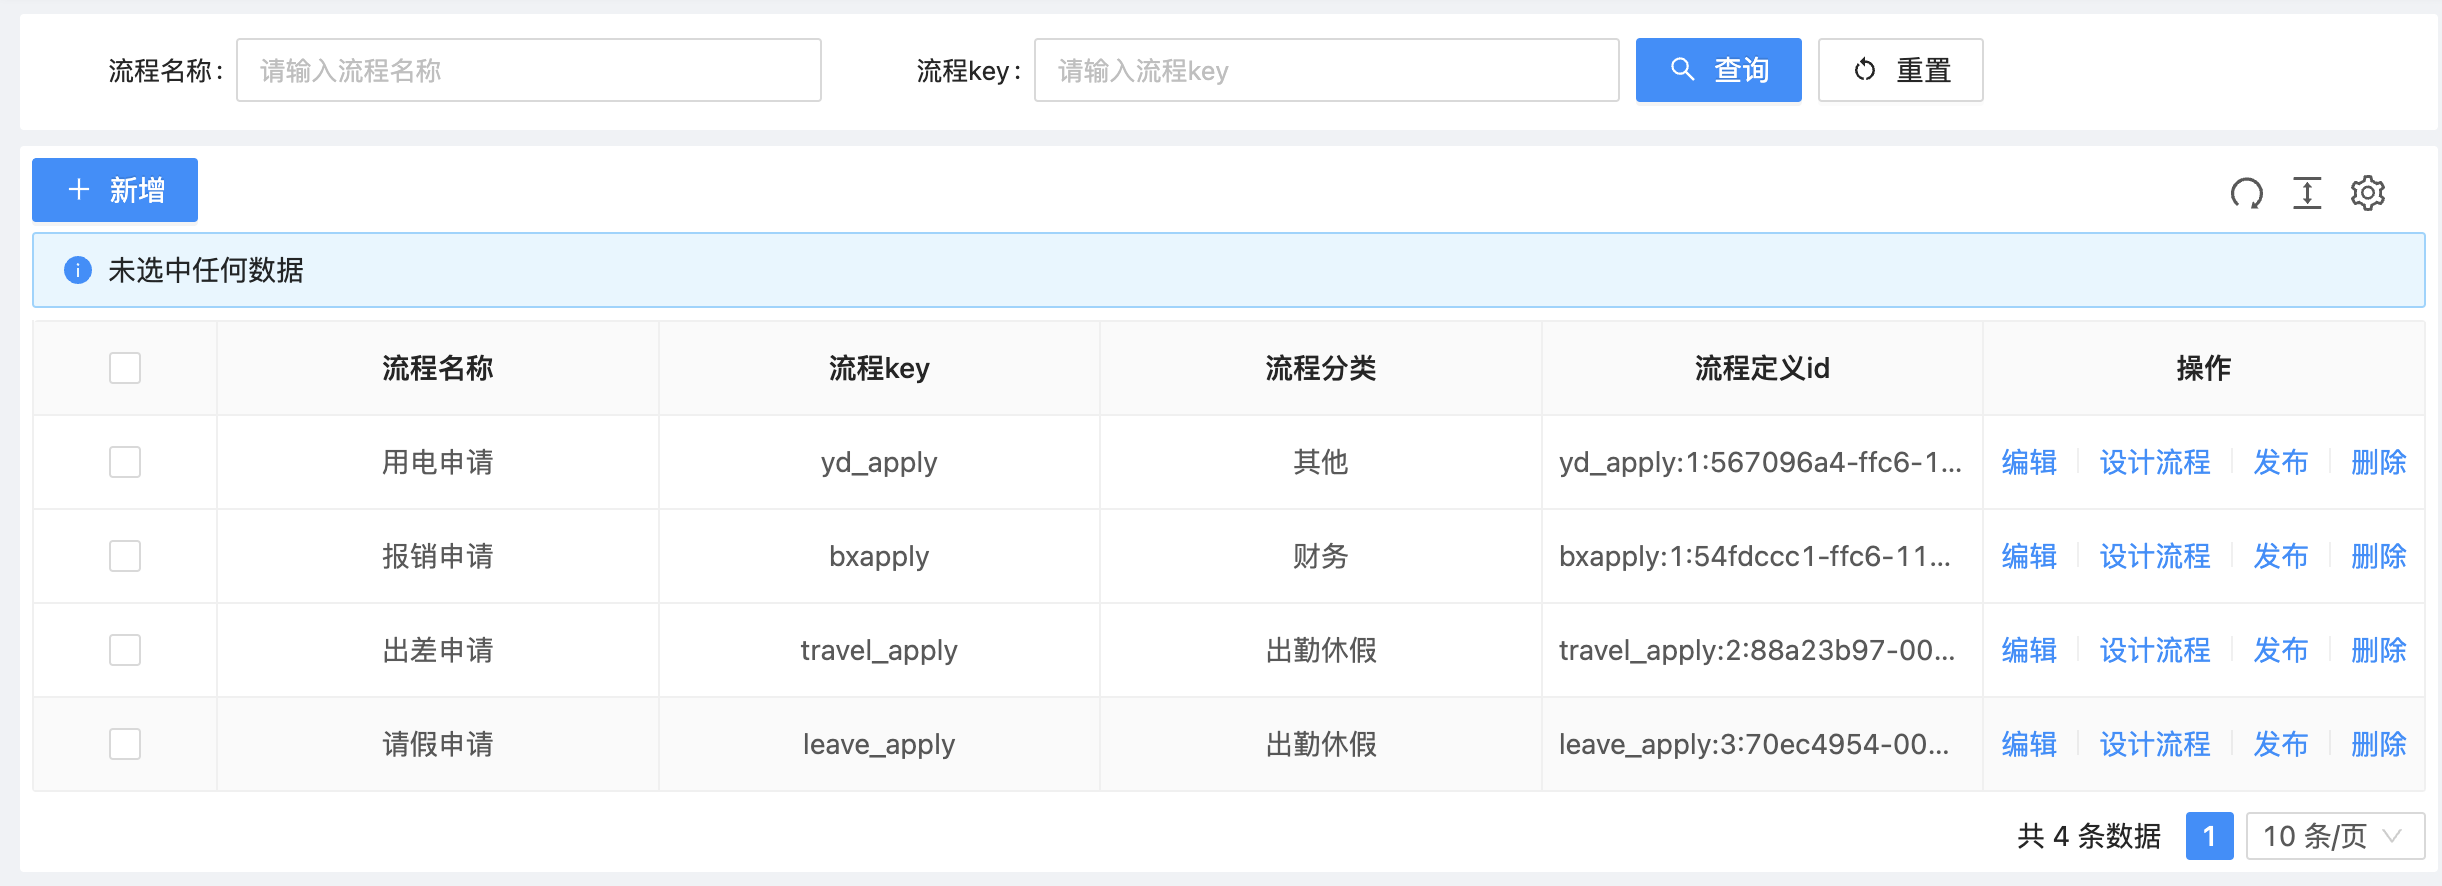 流程名称: 请输入流程名称 流程key: 请输入流程key 查询 重置
新增
未选中任何数据
流程名称 流程key 流程分类 流程定义id 操作
用电申请 yd_apply 其他 yd_apply:1:567096a4-ffc6-1... 编辑 设计流程 发布 删除
报销申请 bxapply 财务 bxapply:1:54fdccc1-ffc6-11... 编辑 设计流程 发布 删除
出差申请 travel_apply 出勤休假 travel_apply:2:88a23b97-00... 编辑 设计流程 发布 删除
请假申请 leave_apply 出勤休假 leave_apply:3:70ec4954-00... 编辑 设计流程 发布 删除
共 4 条数据 1 10 条/页